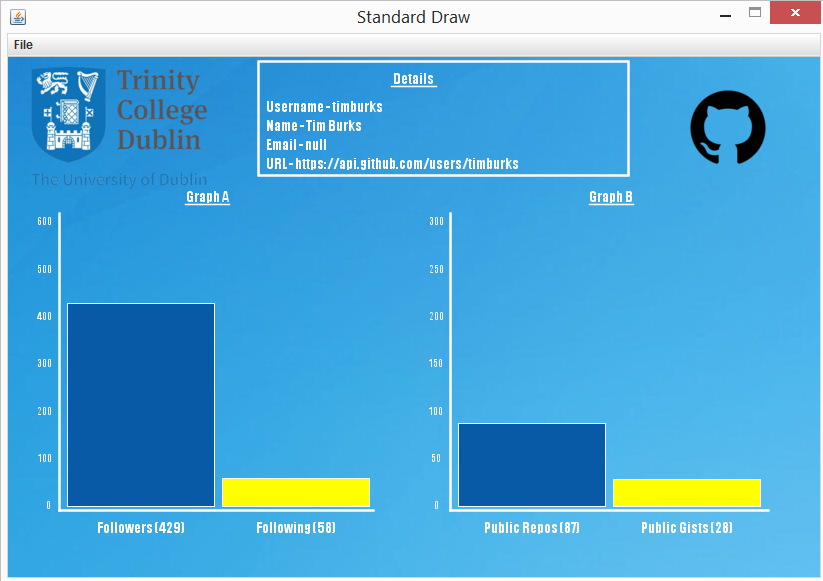 Standard Draw
File
Trinity
College
Dublin
The University of Dublin
Details
Username - timburks
Name - Tim Burks
Email - null
URL - https://api.github.com/users/timburks
Graph A
600
500
400
300
200
100
0
Followers (429)
Following (58)
Graph B
300
250
200
150
100
50
0
Public Repos (87)
Public Gists (28)